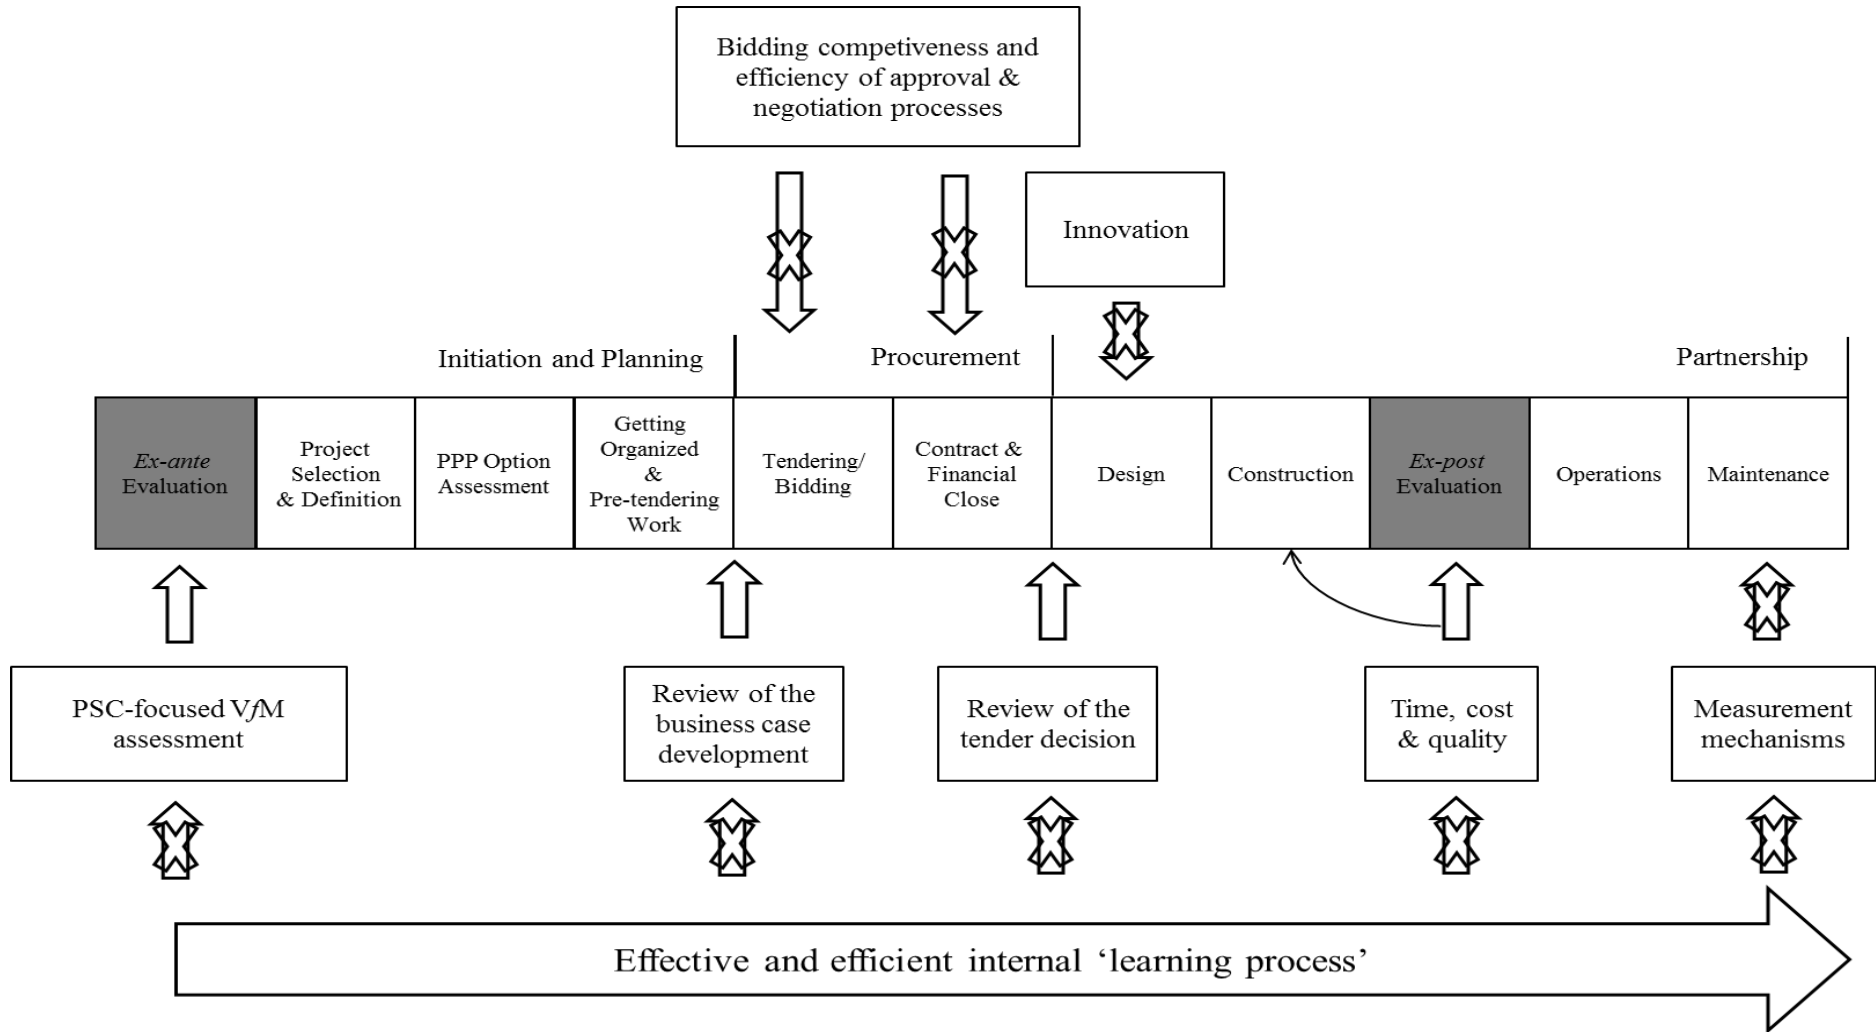 Bidding competiveness and
efficiency of approval &
negotiation processes
Innovation
Initiation and Planning
Procurement
Partnership
Ex-ante
Evaluation
Project
Selection
& Definition
PPP Option
Assessment
Getting
Organized
&
Pre-tendering
Work
Tendering/
Bidding
Contract &
Financial
Close
Design
Construction
Ex-post
Evaluation
Operations
Maintenance
PSC-focused VfM
assessment
Review of the
business case
development
Review of the
tender decision
Time, cost
& quality
Measurement
mechanisms
Effective and efficient internal ‘learning process’